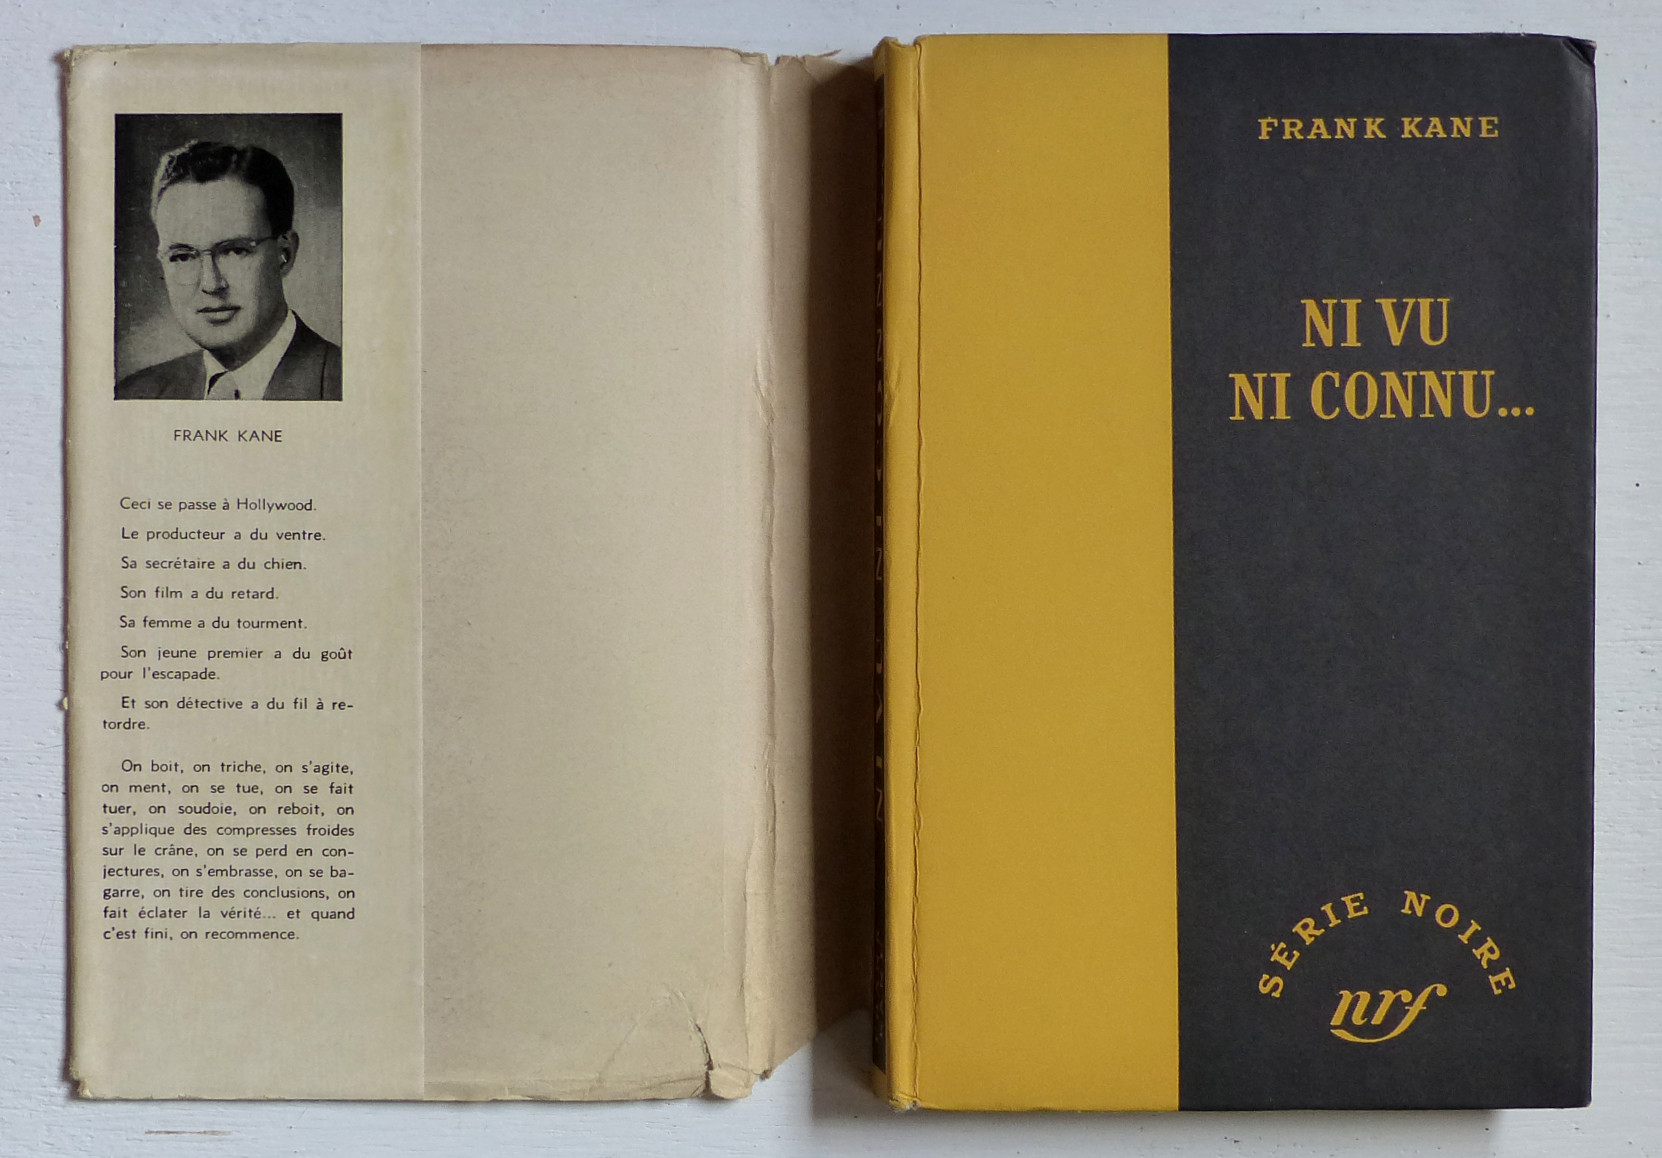 FRANK KANE
Ceci se passe à Hollywood.
Le producteur a du ventre.
Sa secrétaire a du chien.
Son film a du retard.
Sa femme a du tourment.
Son jeune premier a du goût
pour l'escapade.
Et son détective a du fil à re-
tordre.
On boit, on triche, on s'agite,
on ment, on se tue, on se fait
tuer, on soudoie, on reboit, on
s'applique des compresses froides
sur le crâne, on se perd en con-
jectures, on s'embrasse, on se ba-
garre, on tire des conclusions, on
fait éclater la vérité... et quand
c'est fini, on recommence.
FRANK KANE
NI VU
NI CONNU...
SÉRIE NOIRE
nrf